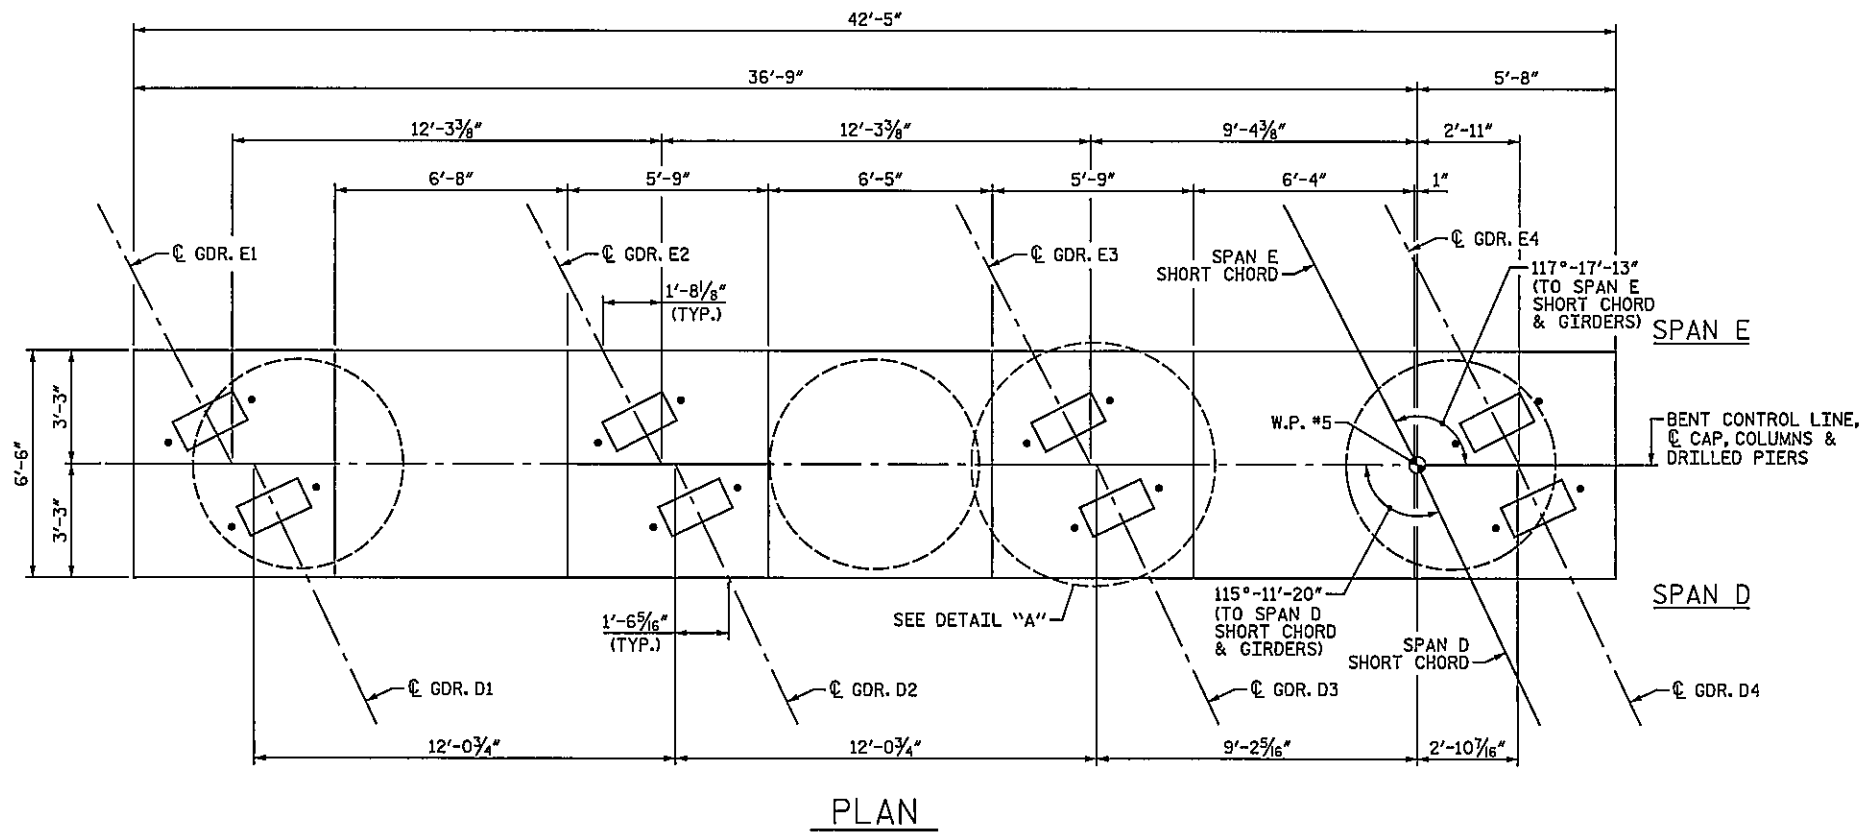 42'-5"
36'-9"
5'-8"
12'-3⅜"
12'-3⅜"
9'-4⅜"
2'-11"
6'-8"
5'-9"
6'-5"
5'-9"
6'-4"
1"
℄ GDR. E1
℄ GDR. E2
℄ GDR. E3
℄ GDR. E4
SPAN E
SHORT CHORD
117°-17'-13"
(TO SPAN E
SHORT CHORD
& GIRDERS)
1'-8⅛"
(TYP.)
SPAN E
6'-6"
3'-3"
3'-3"
W.P. #5
BENT CONTROL LINE,
℄ CAP, COLUMNS &
DRILLED PIERS
1'-6⁵⁄₁₆"
(TYP.)
SEE DETAIL "A"
115°-11'-20"
(TO SPAN D
SHORT CHORD
& GIRDERS)
SPAN D
SHORT CHORD
SPAN D
℄ GDR. D1
℄ GDR. D2
℄ GDR. D3
℄ GDR. D4
12'-0¾"
12'-0¾"
9'-2⁵⁄₁₆"
2'-10⁷⁄₁₆"
PLAN